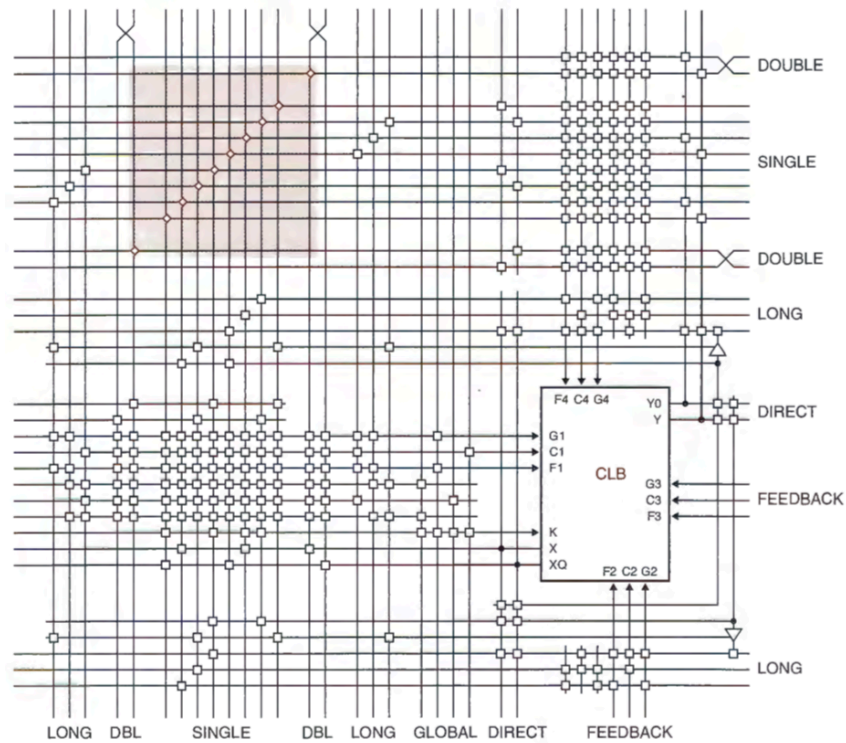 DOUBLE
SINGLE
DOUBLE
LONG
F4 C4 G4
Y0
DIRECT
Y
G1
C1
F1
CLB
G3
C3
FEEDBACK
F3
K
X
XQ
F2 C2 G2
LONG
LONG DBL SINGLE DBL LONG GLOBAL DIRECT FEEDBACK